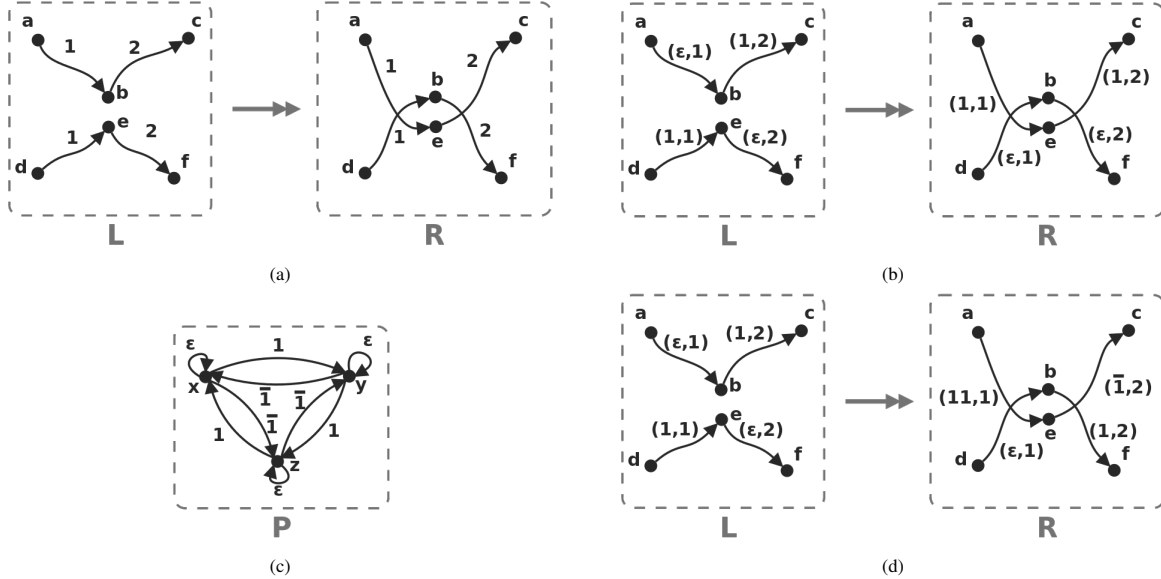 a 1 2 c
b
e
d 1 2 f
L
a 1 2 c
b
e
d 1 2 f
R
(a)
a (ε,1) (1,2) c
b
e
d (1,1) (ε,2) f
L
a c
(1,2)
(1,1) b
e (ε,2)
d (ε,1) f
R
(b)
ε 1 ε
x y
1̅ 1̅ 1̅
1 1
z
ε
P
(c)
a (ε,1) (1,2) c
b
e
d (1,1) (ε,2) f
L
a c
b (1̅,2)
(11,1) e
(1,2)
d (ε,1) f
R
(d)